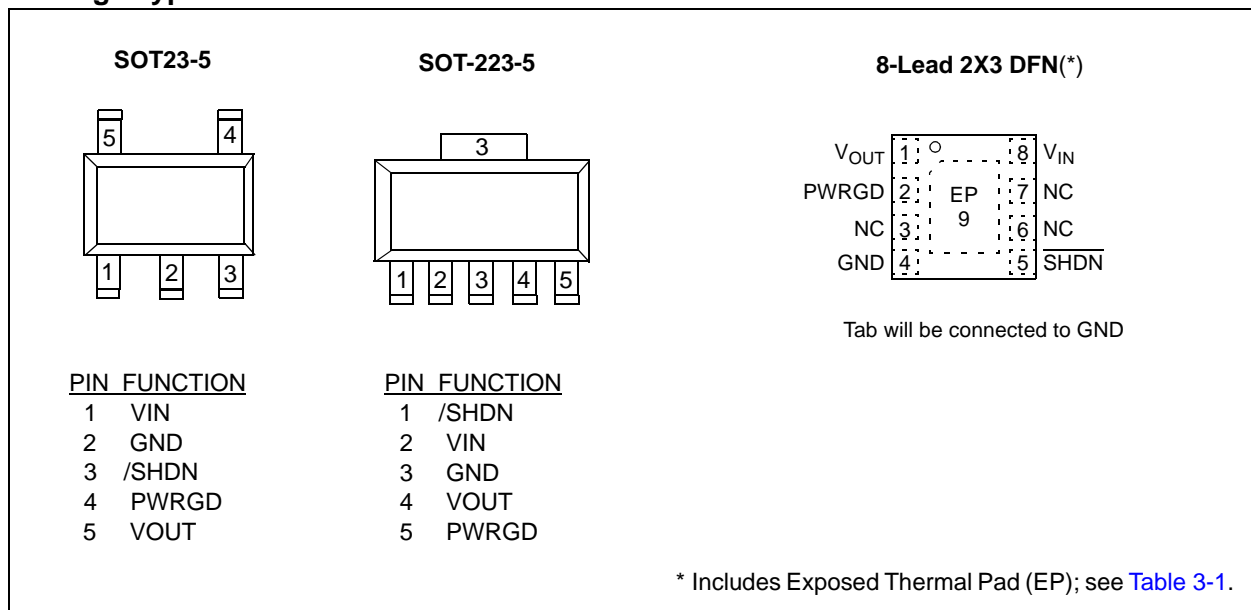 SOT23-5
5 4
1 2 3
PIN FUNCTION
1 VIN
2 GND
3 /SHDN
4 PWRGD
5 VOUT
SOT-223-5
3
1 2 3 4 5
PIN FUNCTION
1 /SHDN
2 VIN
3 GND
4 VOUT
5 PWRGD
8-Lead 2X3 DFN(*)
VOUT 1 8 VIN
PWRGD 2 EP 7 NC
NC 3 9 6 NC
GND 4 5 SHDN
Tab will be connected to GND
* Includes Exposed Thermal Pad (EP); see Table 3-1.